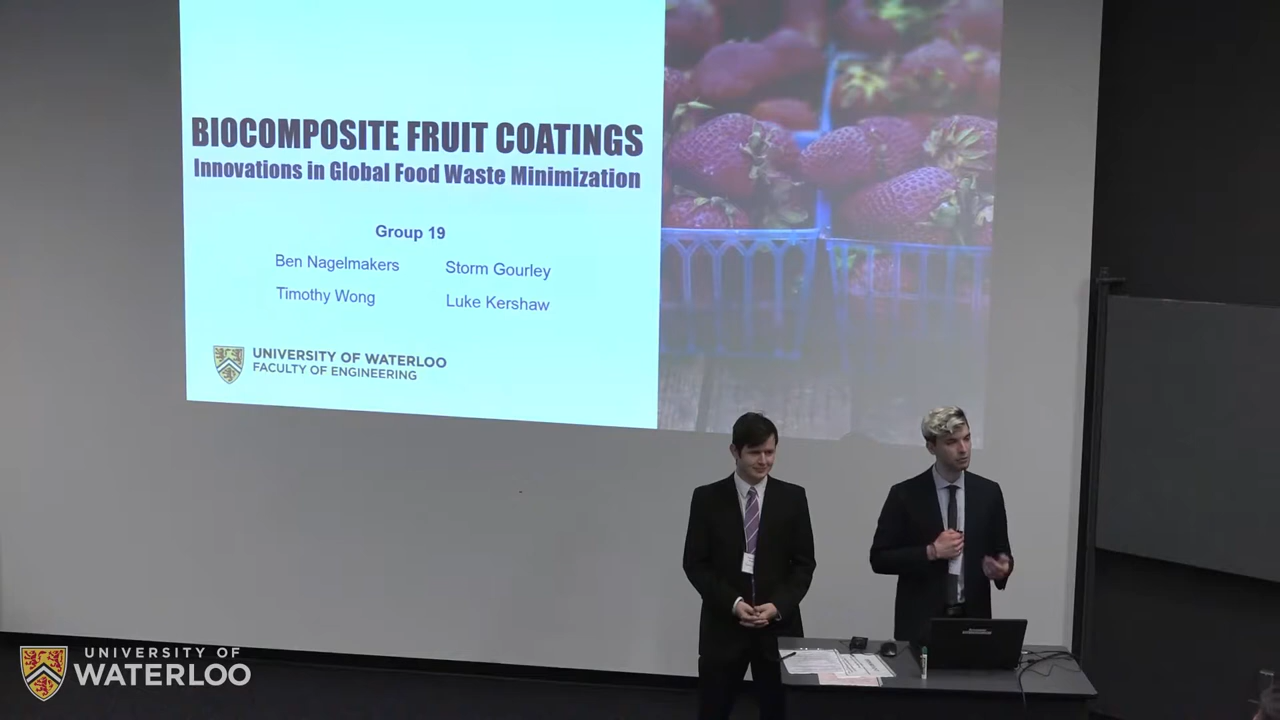 BIOCOMPOSITE FRUIT COATINGS
Innovations in Global Food Waste Minimization
Group 19
Ben Nagelmakers Storm Gourley
Timothy Wong Luke Kershaw
UNIVERSITY OF WATERLOO
FACULTY OF ENGINEERING
UNIVERSITY OF
WATERLOO